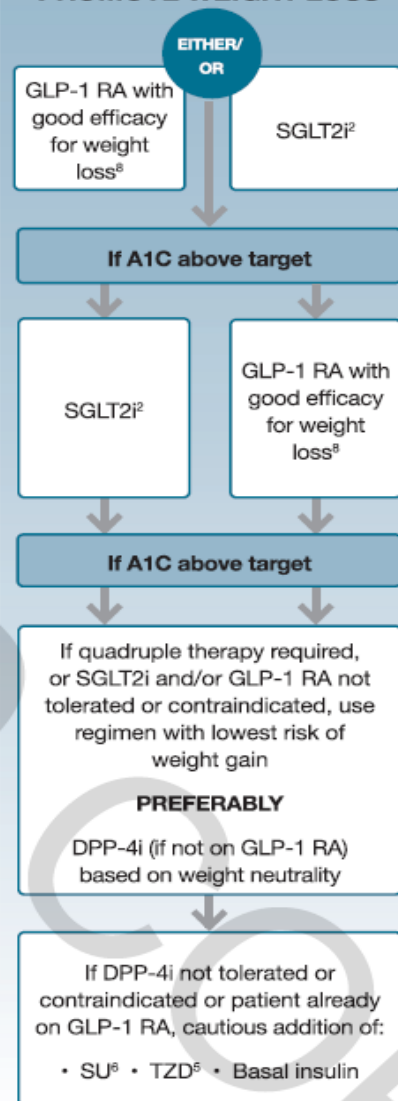 PROMOTE WEIGHT LOSS
EITHER/
OR
GLP-1 RA with
good efficacy
for weight
loss⁸
SGLT2i²
If A1C above target
SGLT2i²
GLP-1 RA with
good efficacy
for weight
loss⁸
If A1C above target
If quadruple therapy required,
or SGLT2i and/or GLP-1 RA not
tolerated or contraindicated, use
regimen with lowest risk of
weight gain
PREFERABLY
DPP-4i (if not on GLP-1 RA)
based on weight neutrality
If DPP-4i not tolerated or
contraindicated or patient already
on GLP-1 RA, cautious addition of:
• SU⁶ • TZD⁵ • Basal insulin